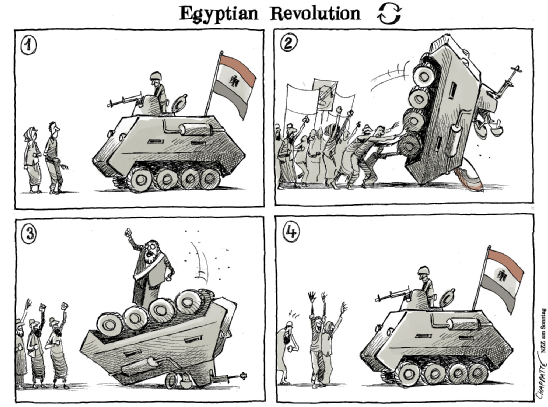 Egyptian Revolution
1
2
3
4
CHAPPATTE
NZZ am Sonntag